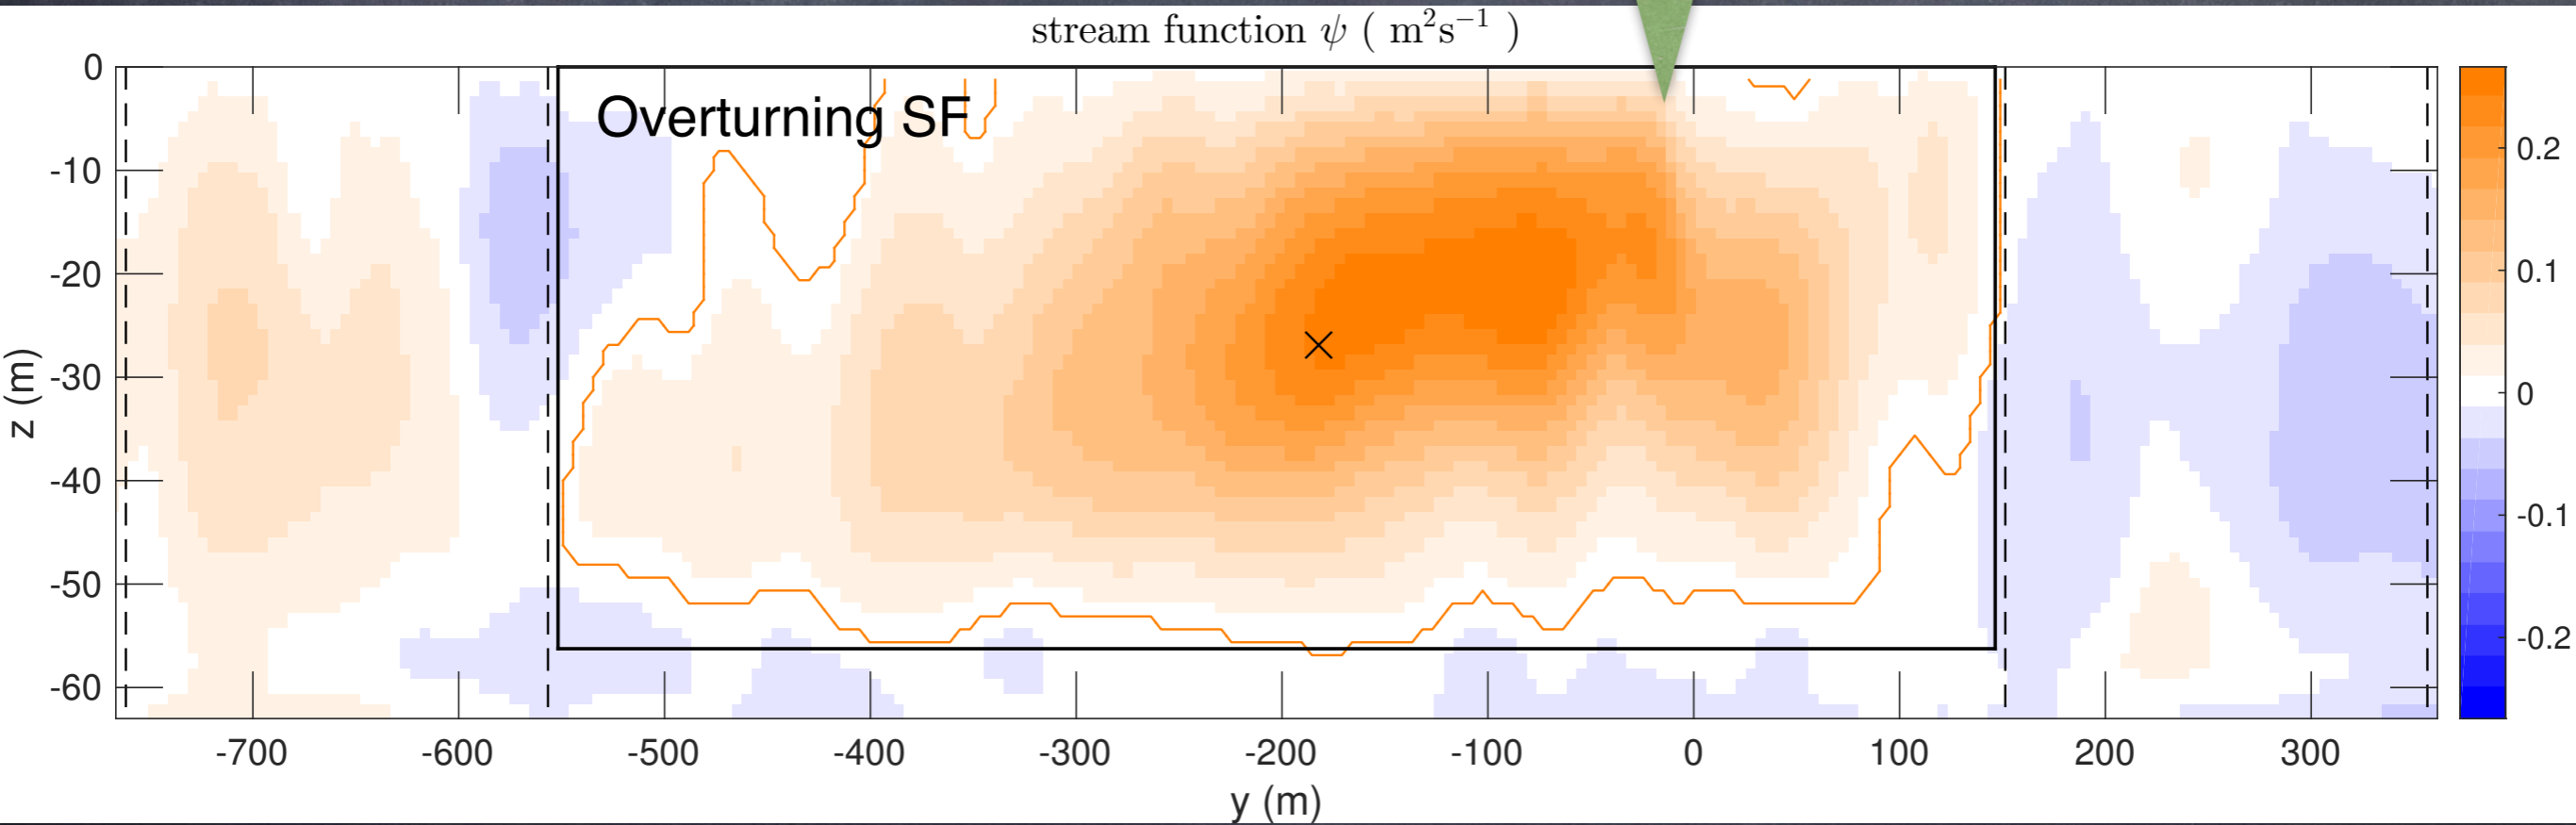 stream function ψ ( m²s⁻¹ )
Overturning SF
0
-10
-20
-30
-40
-50
-60
z (m)
-700 -600 -500 -400 -300 -200 -100 0 100 200 300
y (m)
0.2
0.1
0
-0.1
-0.2